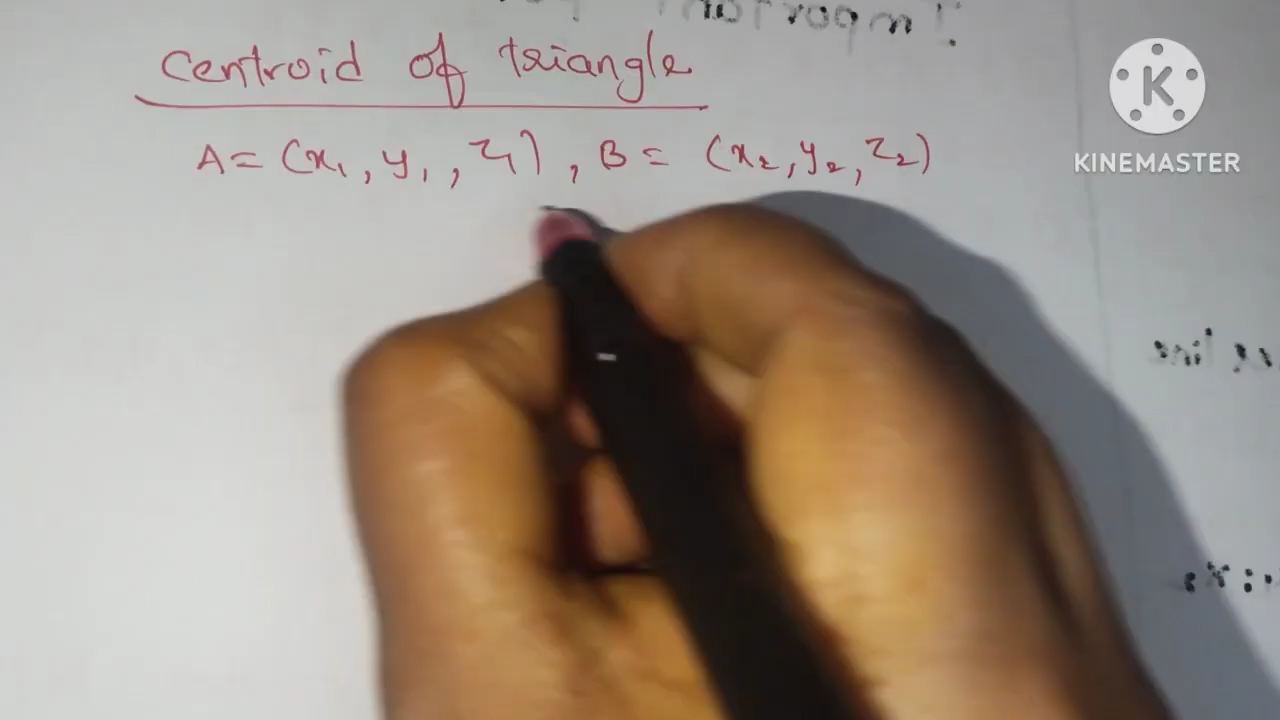 Centroid of triangle
A = (x₁, y₁, z₁), B = (x₂, y₂, z₂)
KINEMASTER